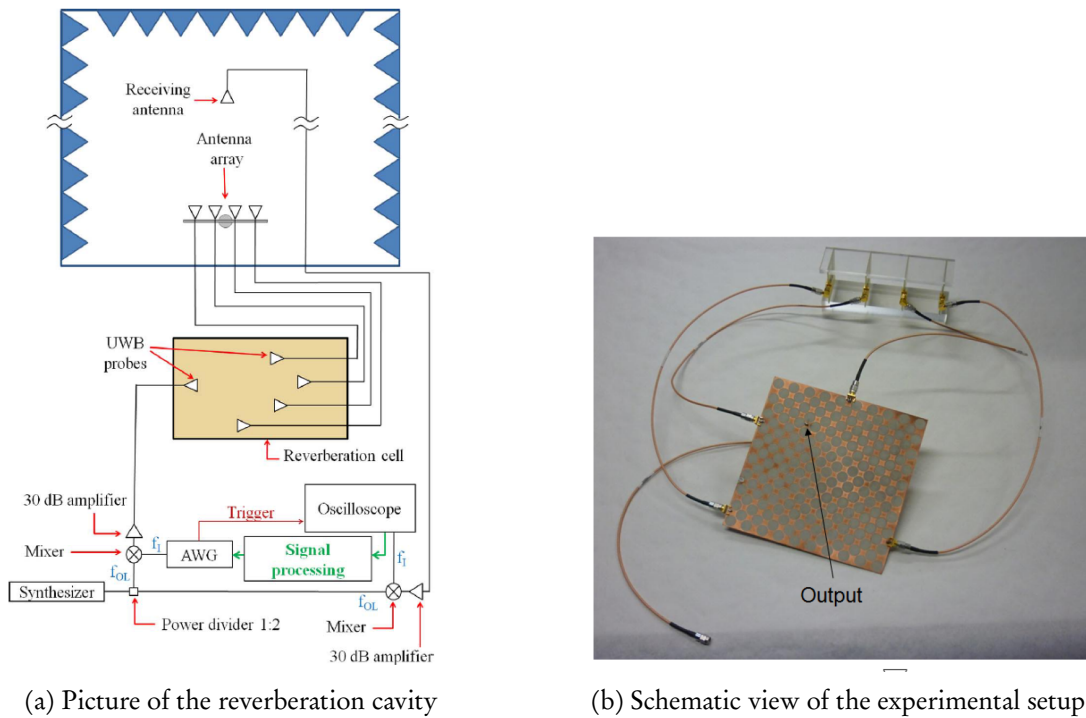 Receiving
antenna
Antenna
array
UWB
probes
Reverberation cell
30 dB amplifier
Trigger
Oscilloscope
Mixer
f_I
AWG
Signal
processing
f_I
f_OL
Synthesizer
f_OL
Power divider 1:2
Mixer
30 dB amplifier
Output
(a) Picture of the reverberation cavity
(b) Schematic view of the experimental setup